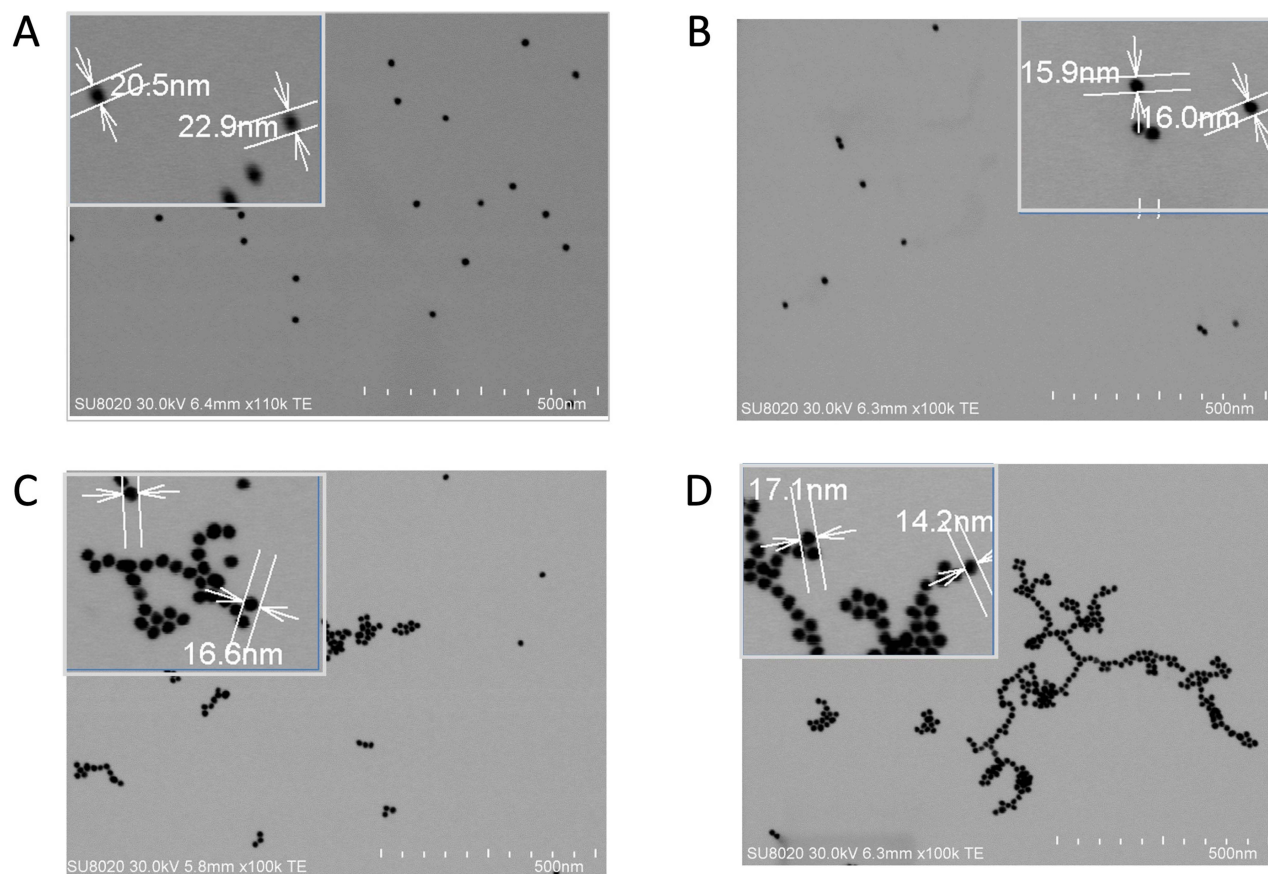 A
20.5nm
22.9nm
SU8020 30.0kV 6.4mm x110k TE
500nm
B
15.9nm
16.0nm
SU8020 30.0kV 6.3mm x100k TE
500nm
C
16.6nm
SU8020 30.0kV 5.8mm x100k TE
500nm
D
17.1nm
14.2nm
SU8020 30.0kV 6.3mm x100k TE
500nm